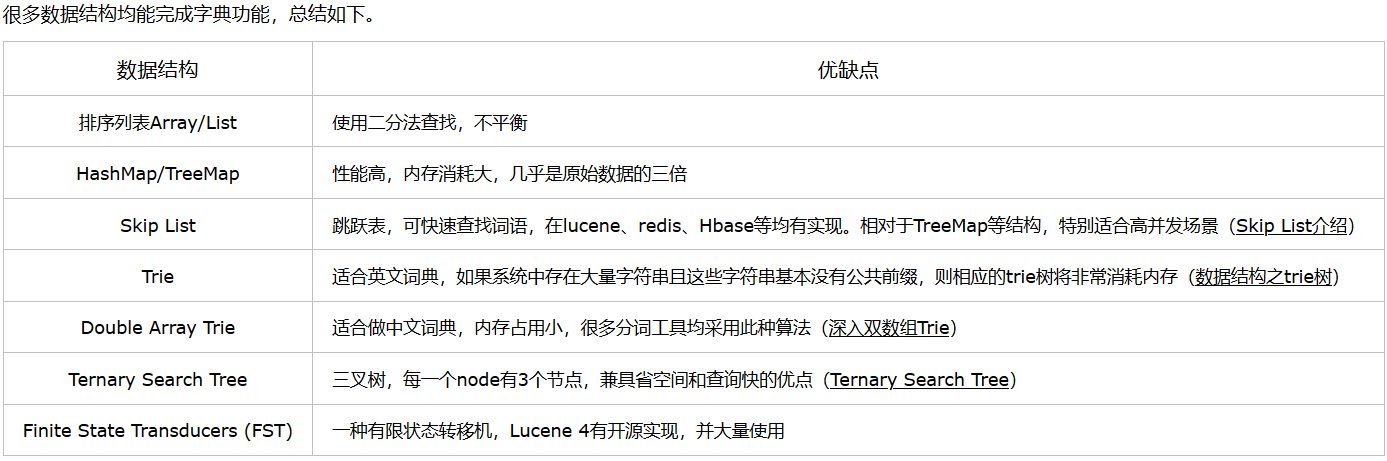 很多数据结构均能完成字典功能，总结如下。
数据结构
优缺点
排序列表Array/List
使用二分法查找，不平衡
HashMap/TreeMap
性能高，内存消耗大，几乎是原始数据的三倍
Skip List
跳跃表，可快速查找词语，在lucene、redis、Hbase等均有实现。相对于TreeMap等结构，特别适合高并发场景（Skip List介绍）
Trie
适合英文词典，如果系统中存在大量字符串且这些字符串基本没有公共前缀，则相应的trie树将非常消耗内存（数据结构之trie树）
Double Array Trie
适合做中文词典，内存占用小，很多分词工具均采用此种算法（深入双数组Trie）
Ternary Search Tree
三叉树，每一个node有3个节点，兼具省空间和查询快的优点（Ternary Search Tree）
Finite State Transducers (FST)
一种有限状态转移机，Lucene 4有开源实现，并大量使用